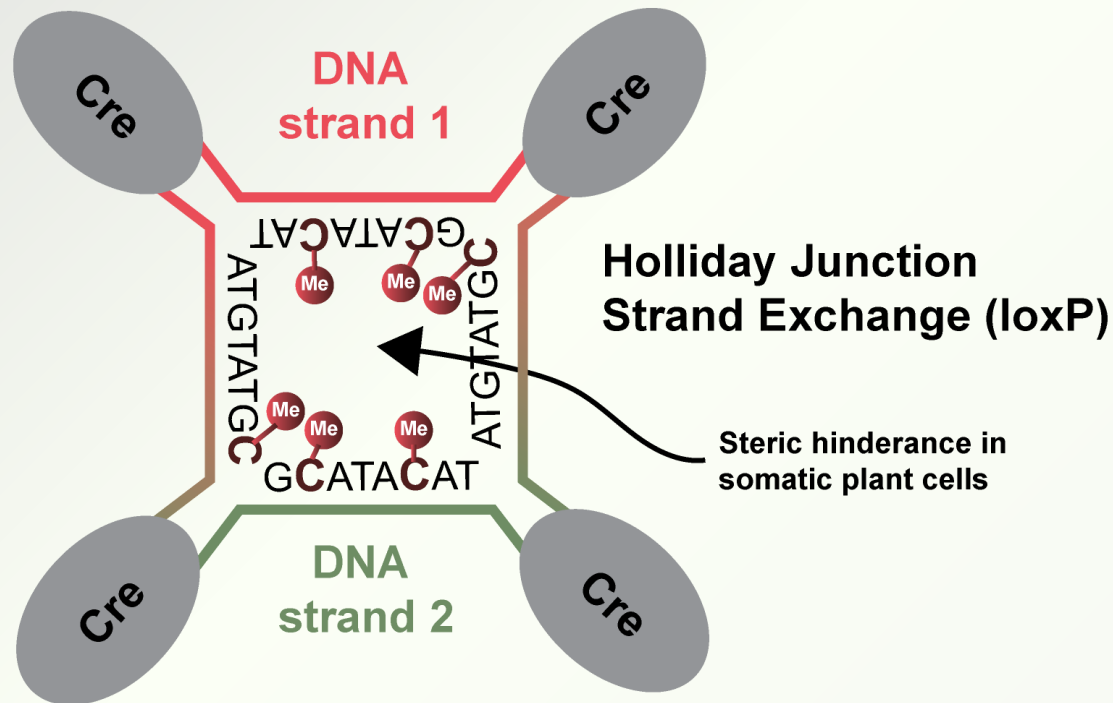 Cre
DNA
strand 1
Cre
GCATACAT
Me
Me
Me
ATGTATGC
ATGTATGC
Holliday Junction
Strand Exchange (loxP)
Me
Me
Me
GCATACAT
Steric hinderance in
somatic plant cells
Cre
DNA
strand 2
Cre